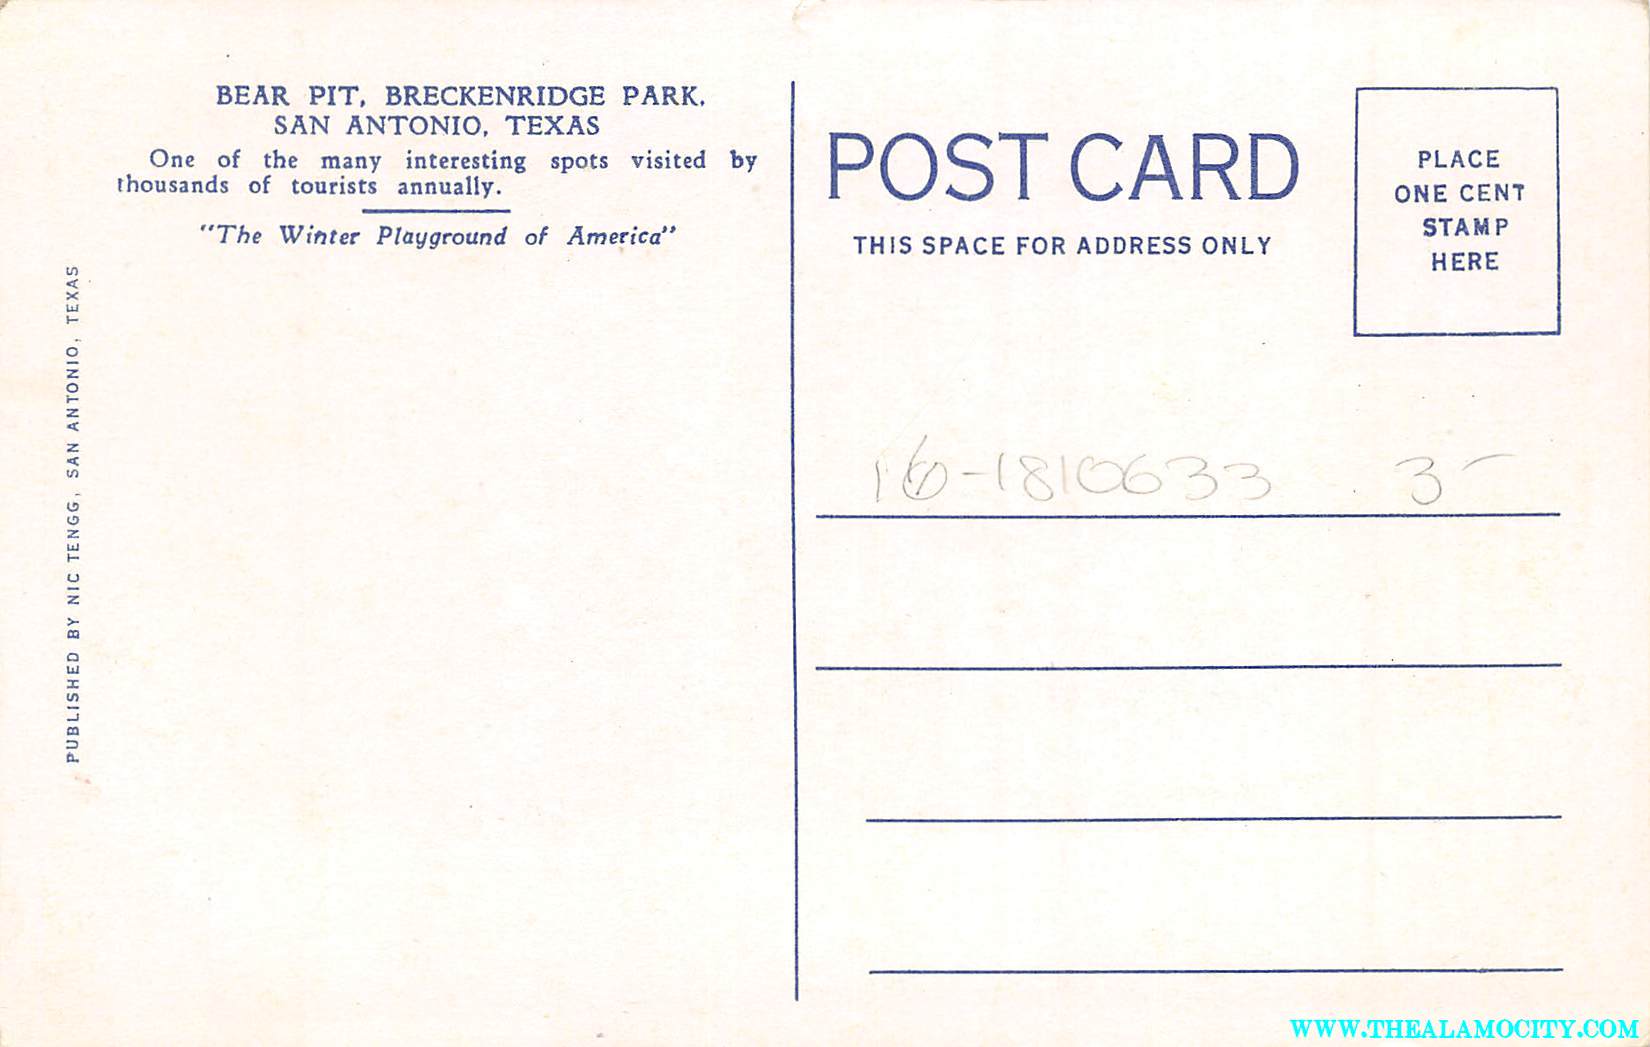 BEAR PIT, BRECKENRIDGE PARK,
SAN ANTONIO, TEXAS
One of the many interesting spots visited by
thousands of tourists annually.
"The Winter Playground of America"
PUBLISHED BY NIC TENGG, SAN ANTONIO, TEXAS
POST CARD
THIS SPACE FOR ADDRESS ONLY
PLACE
ONE CENT
STAMP
HERE
-1810633 3-
WWW.THEALAMOCITY.COM